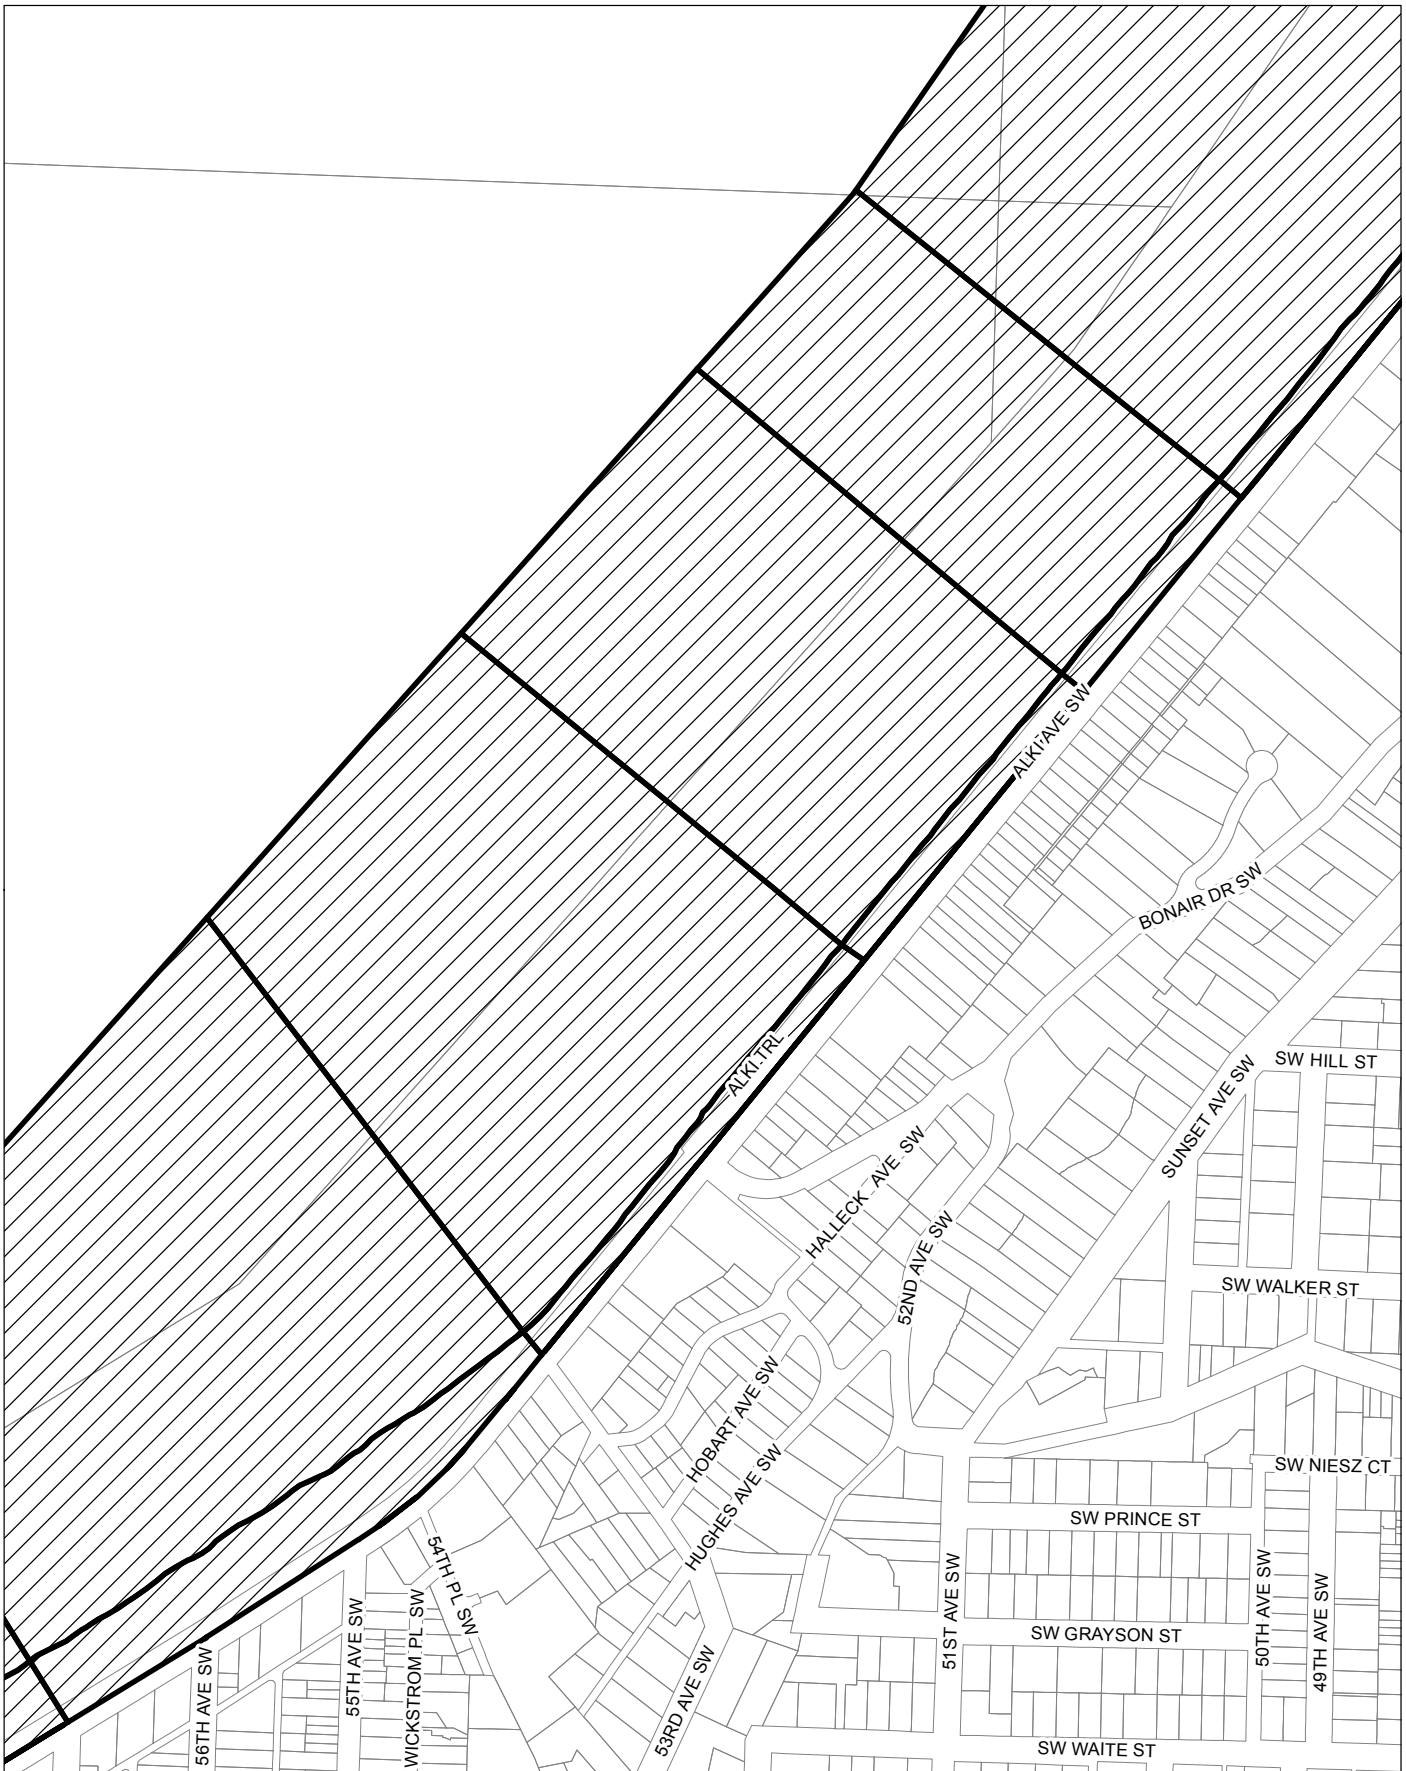 ALKI AVE SW
BONAIR DR SW
ALKI TRL
SW HILL ST
SUNSET AVE SW
HALLECK AVE SW
52ND AVE SW
SW WALKER ST
HOBART AVE SW
HUGHES AVE SW
SW NIESZ CT
SW PRINCE ST
54TH PL SW
51ST AVE SW
50TH AVE SW
49TH AVE SW
55TH AVE SW
WICKSTROM PL SW
SW GRAYSON ST
56TH AVE SW
53RD AVE SW
SW WAITE ST